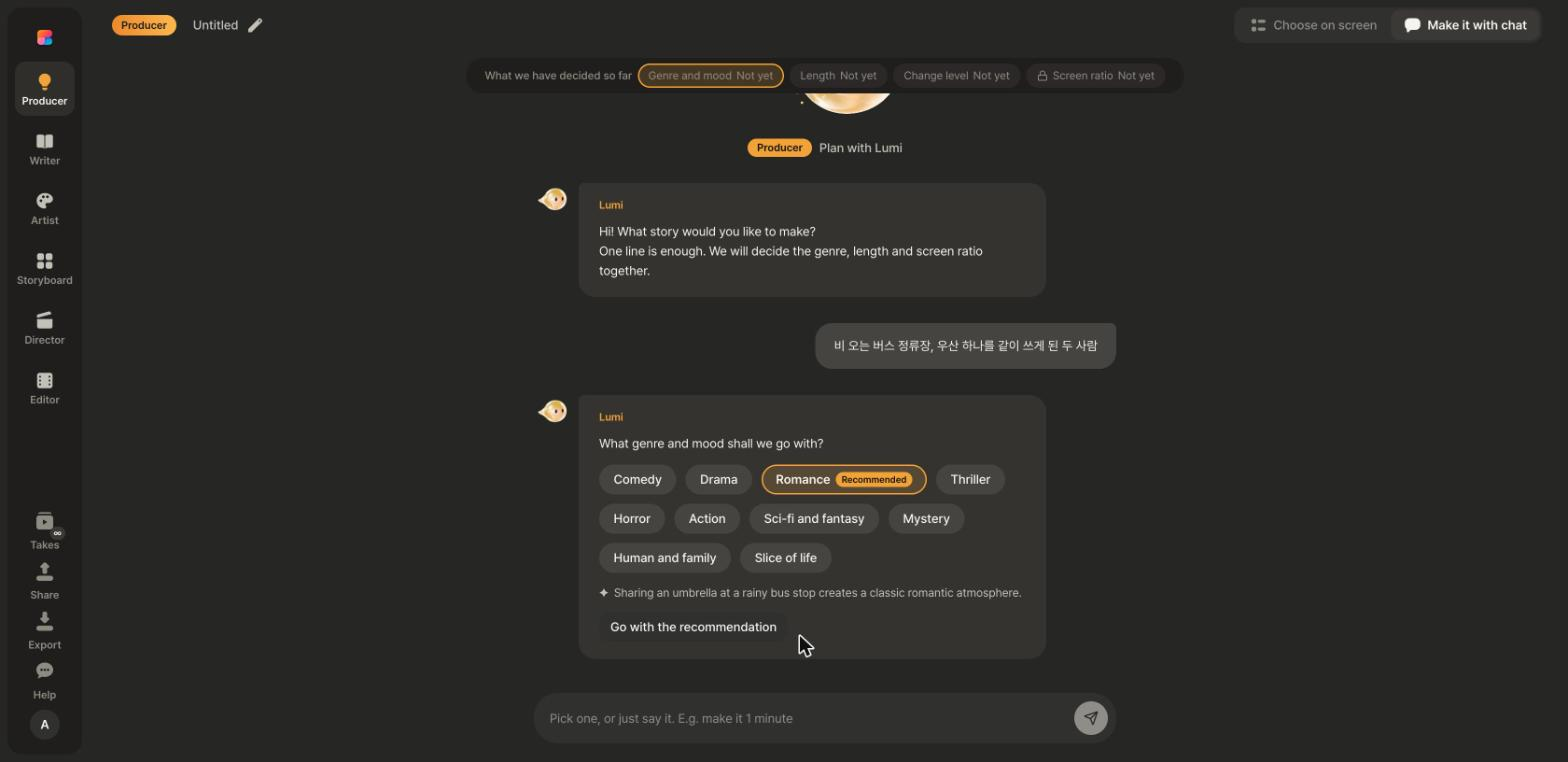 Producer
Untitled
Choose on screen
Make it with chat
What we have decided so far
Genre and mood Not yet
Length Not yet
Change level Not yet
Screen ratio Not yet
Producer
Writer
Artist
Storyboard
Director
Editor
Takes
∞
Share
Export
Help
A
Producer
Plan with Lumi
Lumi
Hi! What story would you like to make?
One line is enough. We will decide the genre, length and screen ratio
together.
비 오는 버스 정류장, 우산 하나를 같이 쓰게 된 두 사람
Lumi
What genre and mood shall we go with?
Comedy
Drama
Romance Recommended
Thriller
Horror
Action
Sci-fi and fantasy
Mystery
Human and family
Slice of life
Sharing an umbrella at a rainy bus stop creates a classic romantic atmosphere.
Go with the recommendation
Pick one, or just say it. E.g. make it 1 minute